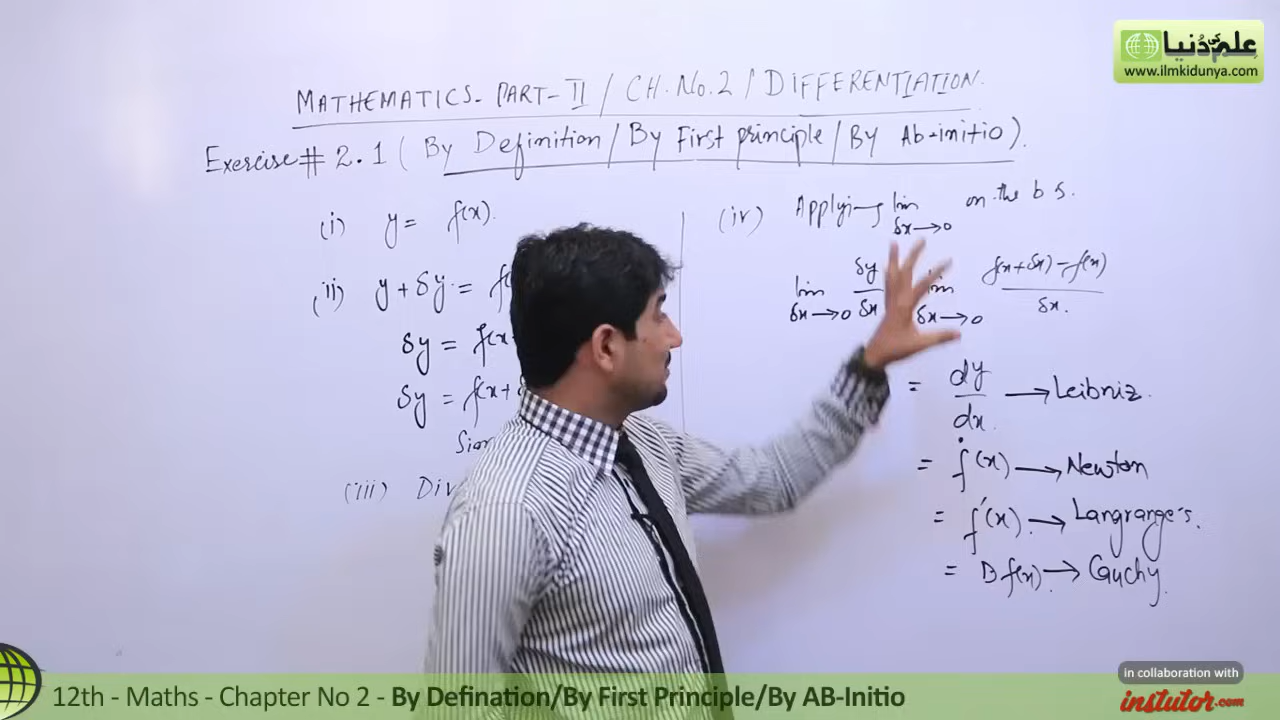 علم کی دُنیا
www.ilmkidunya.com
MATHEMATICS - PART-II / CH. No. 2 / DIFFERENTIATION.
Exercise # 2.1 ( By Definition / By First principle / By Ab-initio ).
(i) y = f(x).
(ii) y + δy =
δy = f(x
δy = f(x+
(iii)
(iv) Applying lim δx→0 on the b s.
lim δx→0 δy/δx lim δx→0 f(x+δx) - f(x) / δx.
= dy/dx → Leibniz.
= ḟ(x) → Newton
= f'(x). → Langrange's.
= D f(x). → Cauchy.
in collaboration with
instutor.com
12th - Maths - Chapter No 2 - By Defination/By First Principle/By AB-Initio